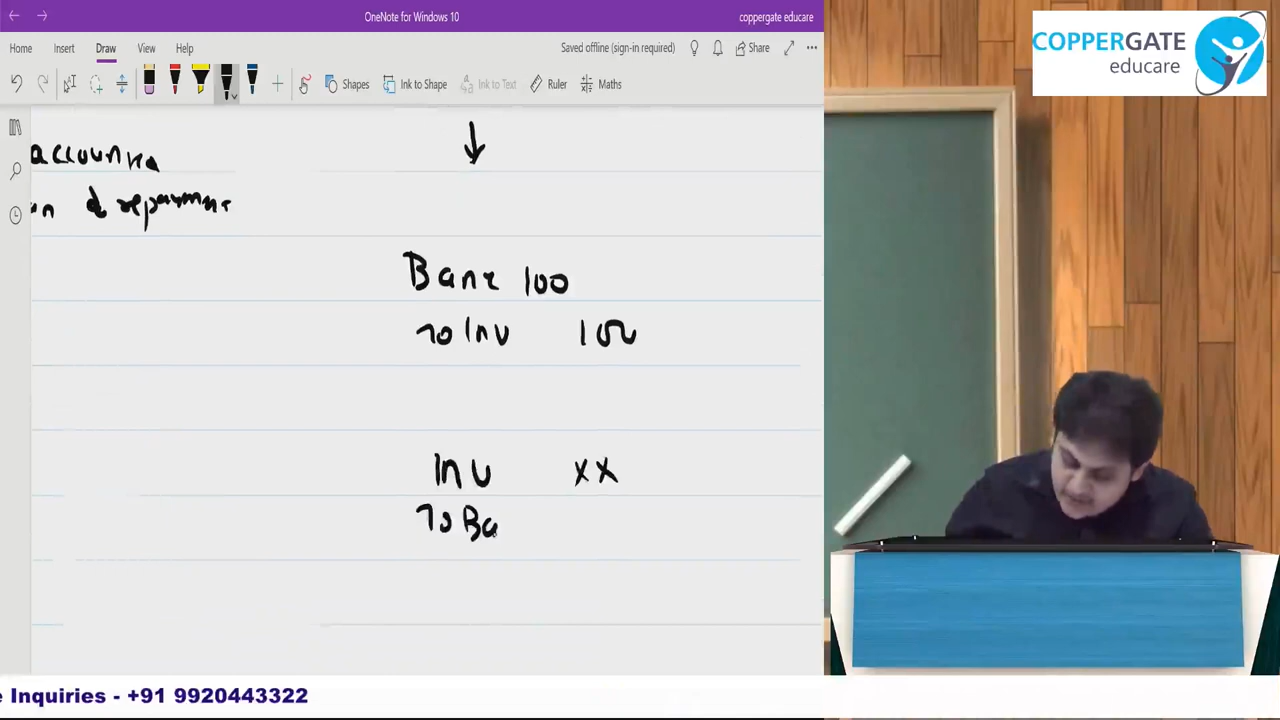 OneNote for Windows 10
coppergate educare
Home Insert Draw View Help
Saved offline (sign-in required)
Share
Shapes
Ink to Shape
Ink to Text
Ruler
Maths
COPPERGATE
educare
Bank 100
To Inv 100
Inv xx
To Ba
e Inquiries - +91 9920443322